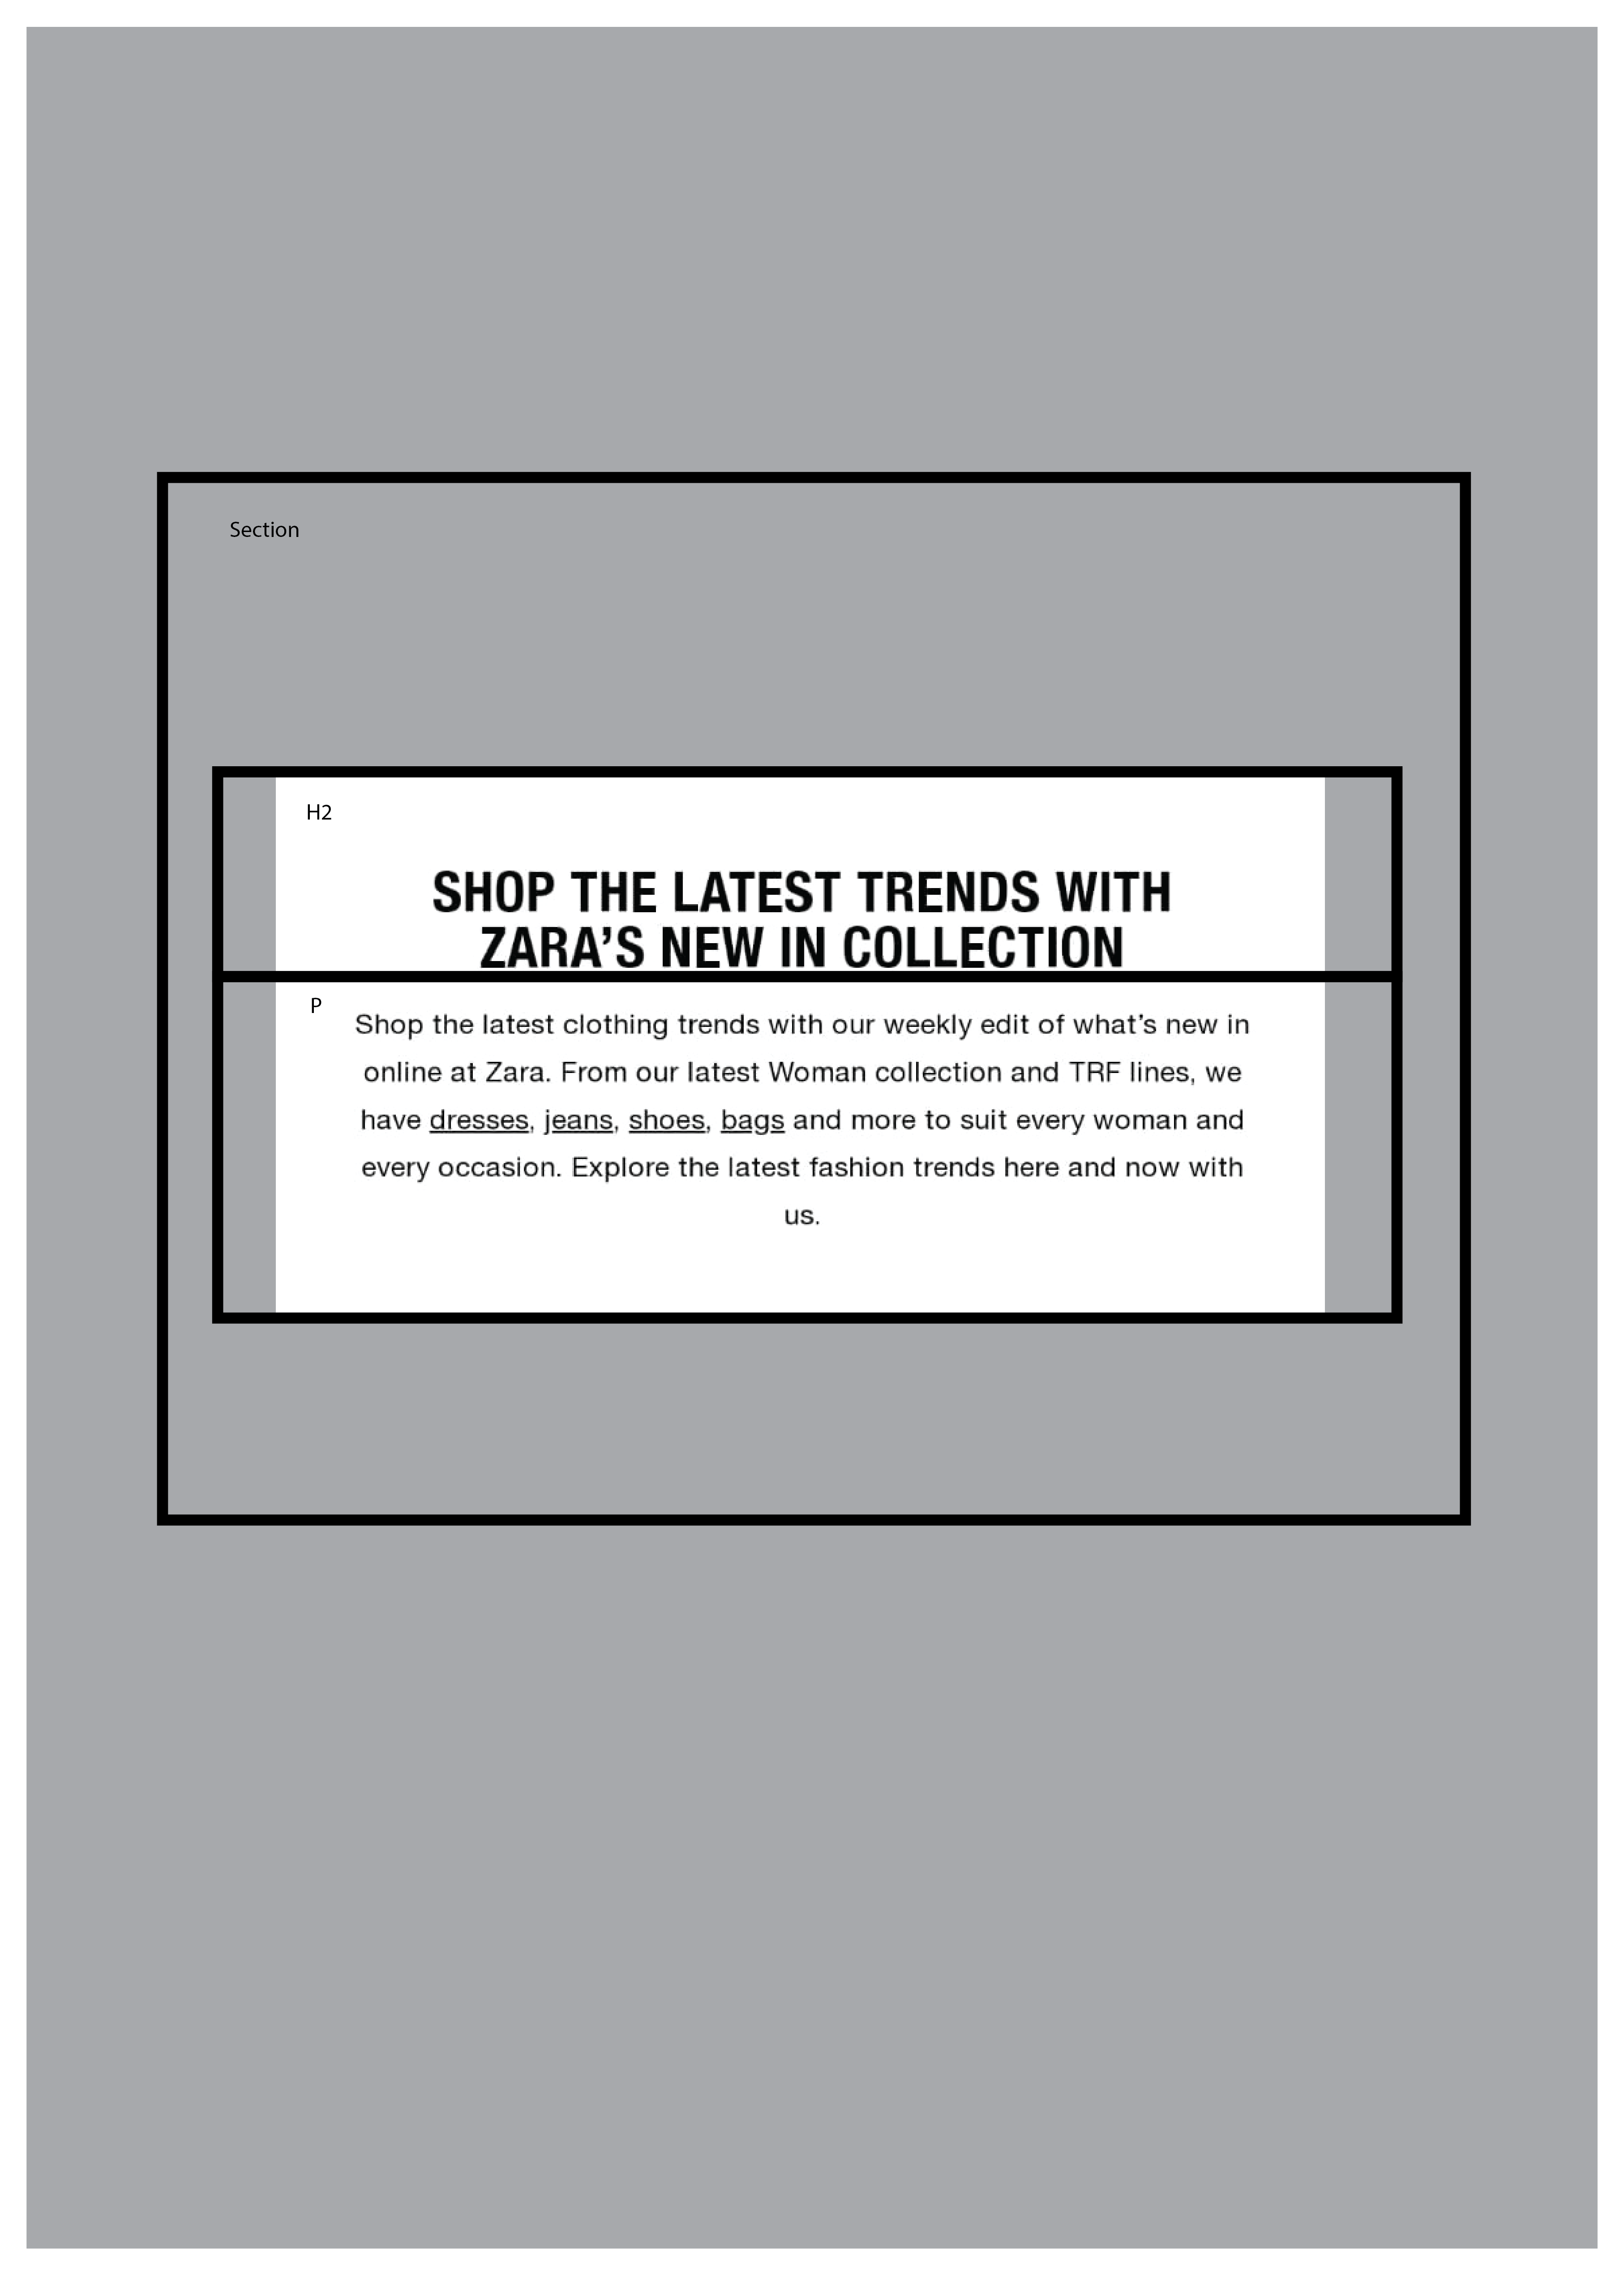 Section
H2
SHOP THE LATEST TRENDS WITH
ZARA’S NEW IN COLLECTION
P
Shop the latest clothing trends with our weekly edit of what’s new in
online at Zara. From our latest Woman collection and TRF lines, we
have dresses, jeans, shoes, bags and more to suit every woman and
every occasion. Explore the latest fashion trends here and now with
us.